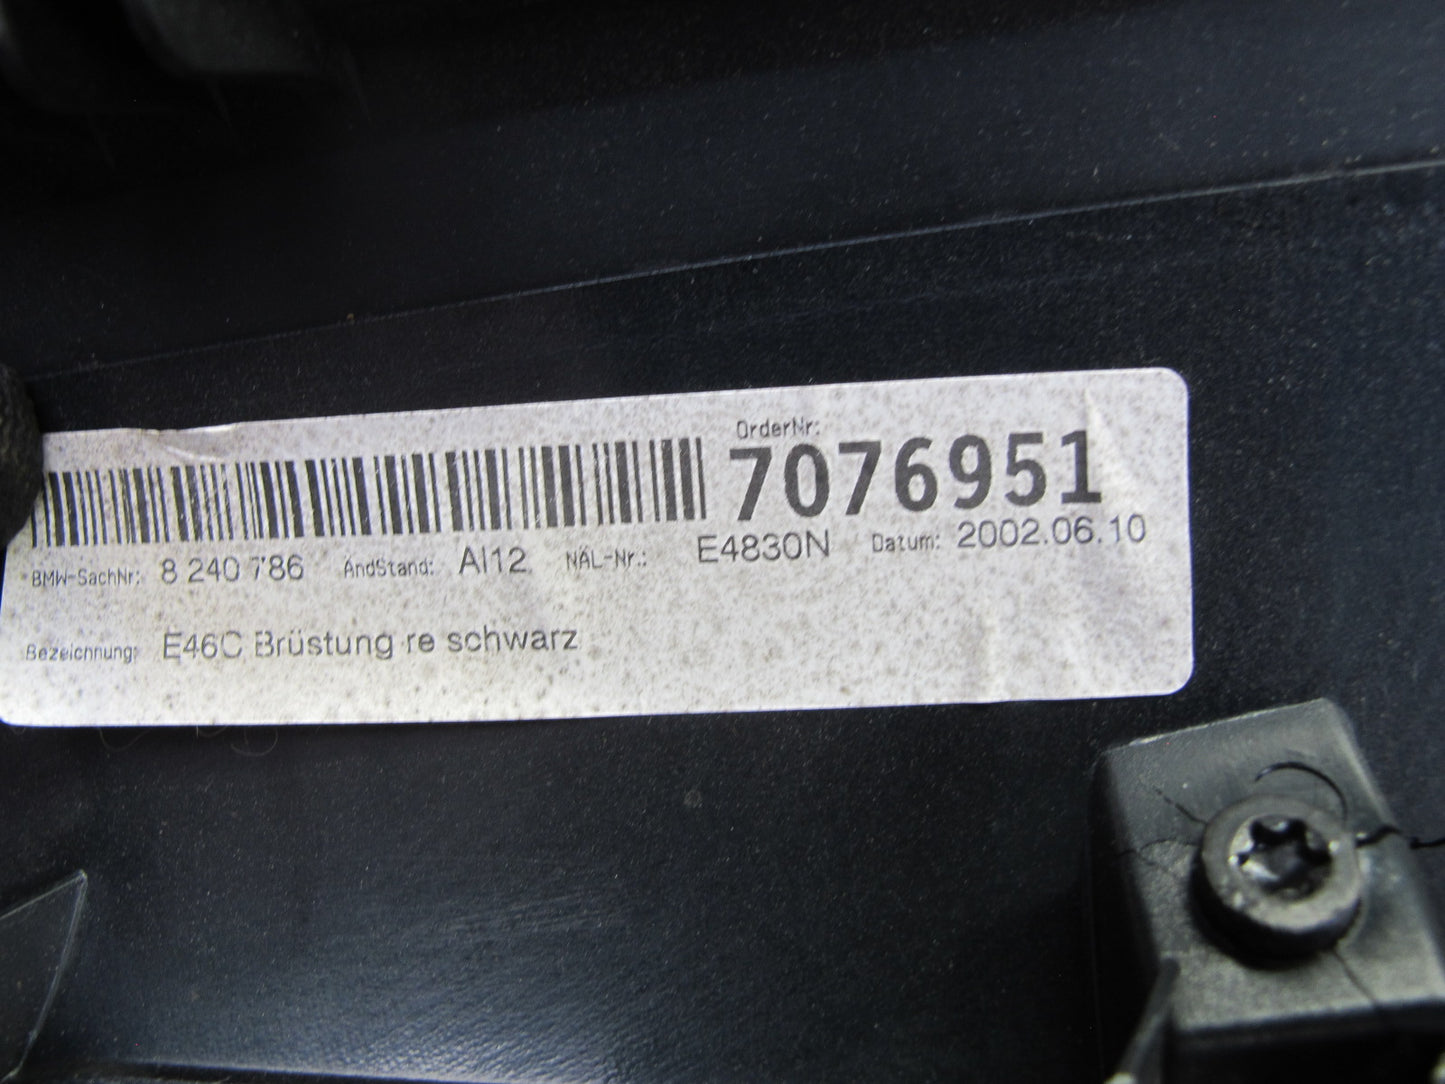 OrderNr:
7076951
BMW-SachNr: 8 240 786 ÄndStand: AI12 NAL-Nr.: E4830N Datum: 2002.06.10
Bezeichnung: E46C Brüstung re schwarz